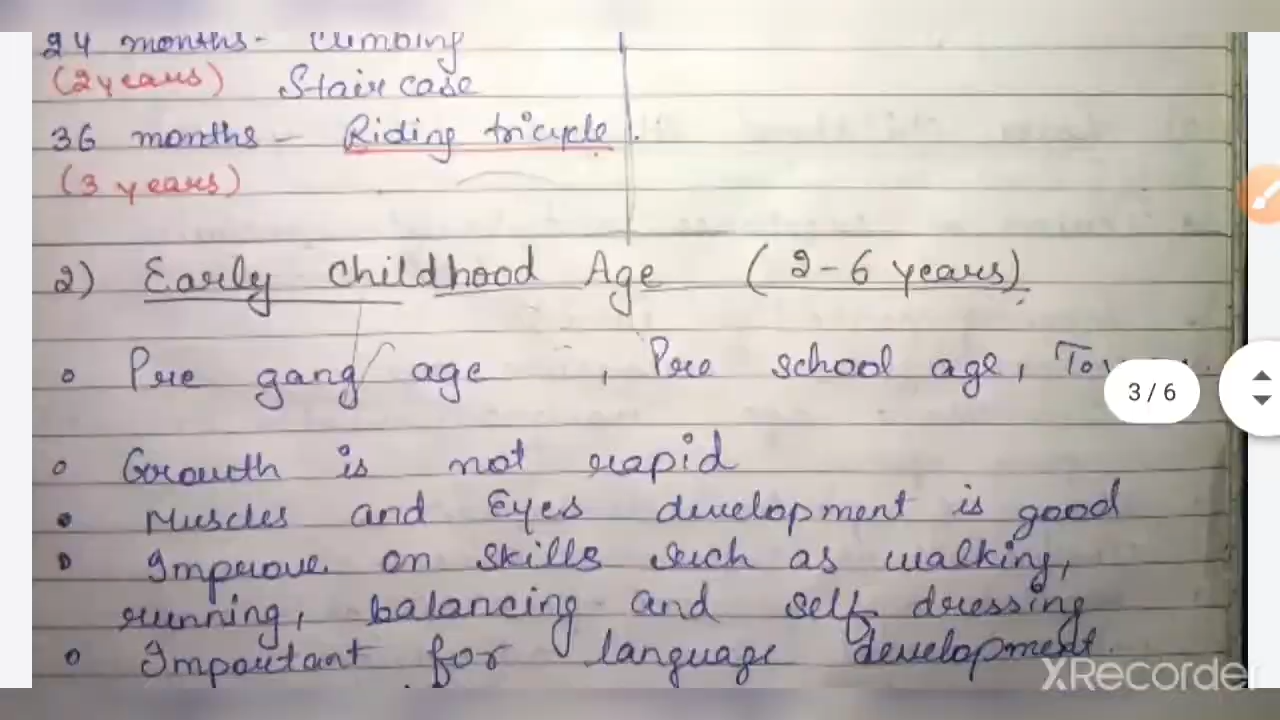 24 months - climbing
(2 years) Stair case
36 months - Riding tricycle.
(3 years)
2) Early childhood Age (2-6 years)
Pre gang age, Pre school age,
3 / 6
Growth is not rapid
Muscles and Eyes development is good
Improve on skills such as walking,
running, balancing and self dressing
Important for language development.
XRecorder